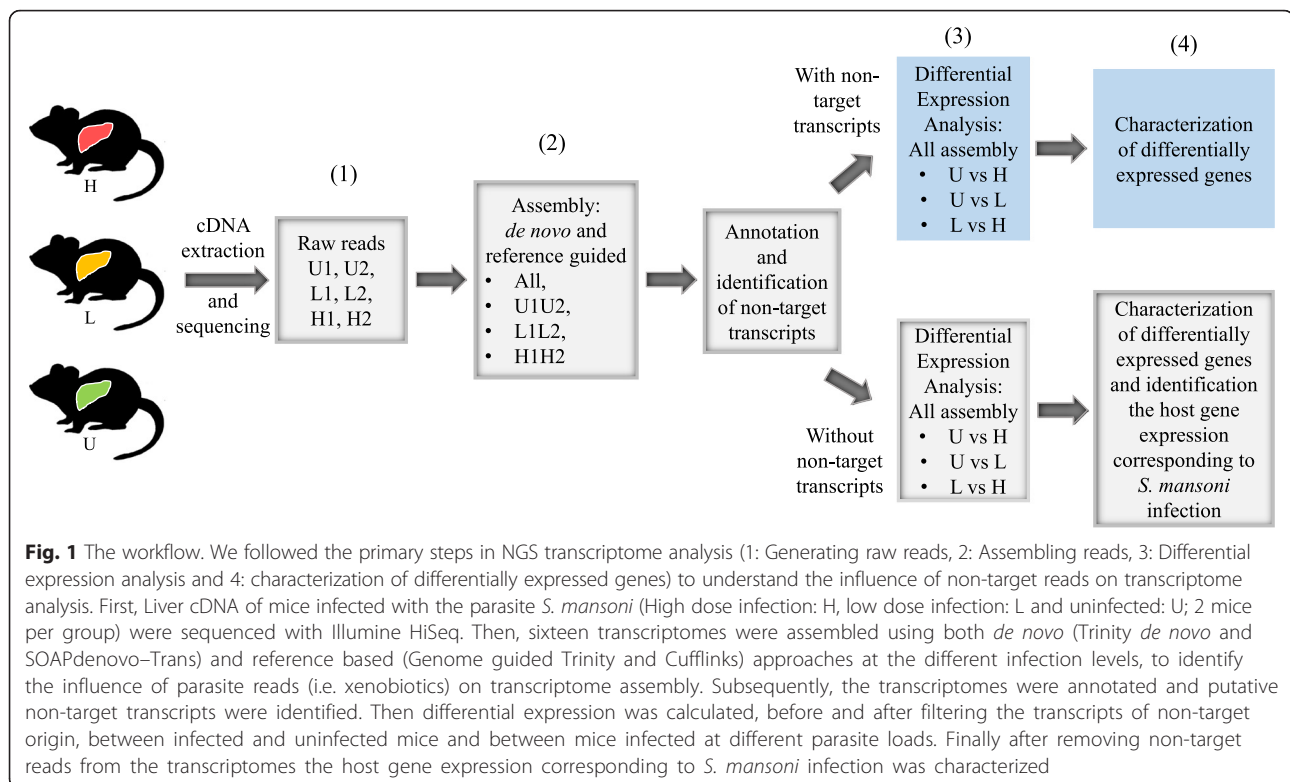 H
L
U
cDNA
extraction
and
sequencing
(1)
Raw reads
U1, U2,
L1, L2,
H1, H2
(2)
Assembly:
de novo and
reference guided
• All,
• U1U2,
• L1L2,
• H1H2
Annotation
and
identification
of non-target
transcripts
With non-
target
transcripts
(3)
Differential
Expression
Analysis:
All assembly
• U vs H
• U vs L
• L vs H
(4)
Characterization
of differentially
expressed genes
Without
non-target
transcripts
Differential
Expression
Analysis:
All assembly
• U vs H
• U vs L
• L vs H
Characterization
of differentially
expressed genes
and identification
the host gene
expression
corresponding to
S. mansoni
infection
Fig. 1 The workflow. We followed the primary steps in NGS transcriptome analysis (1: Generating raw reads, 2: Assembling reads, 3: Differential
expression analysis and 4: characterization of differentially expressed genes) to understand the influence of non-target reads on transcriptome
analysis. First, Liver cDNA of mice infected with the parasite S. mansoni (High dose infection: H, low dose infection: L and uninfected: U; 2 mice
per group) were sequenced with Illumine HiSeq. Then, sixteen transcriptomes were assembled using both de novo (Trinity de novo and
SOAPdenovo–Trans) and reference based (Genome guided Trinity and Cufflinks) approaches at the different infection levels, to identify
the influence of parasite reads (i.e. xenobiotics) on transcriptome assembly. Subsequently, the transcriptomes were annotated and putative
non-target transcripts were identified. Then differential expression was calculated, before and after filtering the transcripts of non-target
origin, between infected and uninfected mice and between mice infected at different parasite loads. Finally after removing non-target
reads from the transcriptomes the host gene expression corresponding to S. mansoni infection was characterized